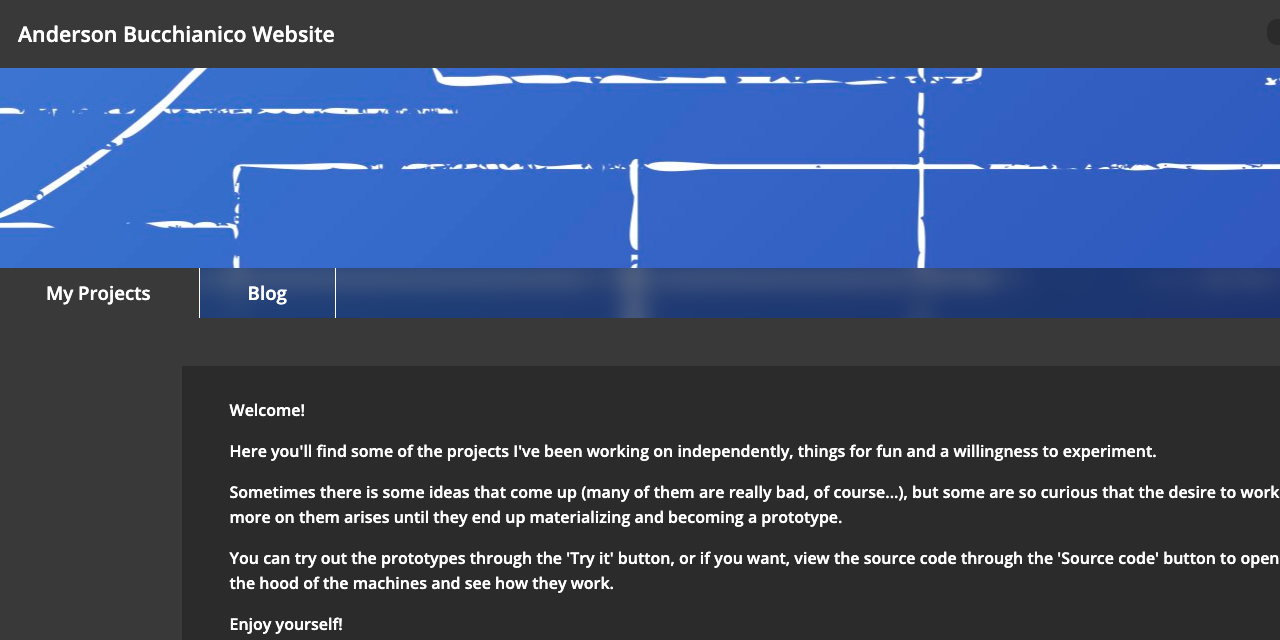 Anderson Bucchianico Website
My Projects
Blog
Welcome!
Here you'll find some of the projects I've been working on independently, things for fun and a willingness to experiment.
Sometimes there is some ideas that come up (many of them are really bad, of course...), but some are so curious that the desire to work
more on them arises until they end up materializing and becoming a prototype.
You can try out the prototypes through the 'Try it' button, or if you want, view the source code through the 'Source code' button to open
the hood of the machines and see how they work.
Enjoy yourself!